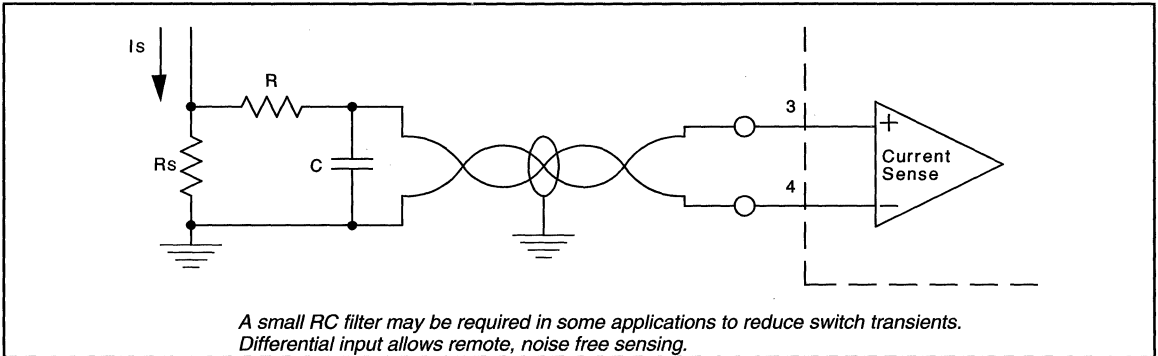 Is
R
3
+
Rs
C
Current
Sense
4
−
A small RC filter may be required in some applications to reduce switch transients.
Differential input allows remote, noise free sensing.